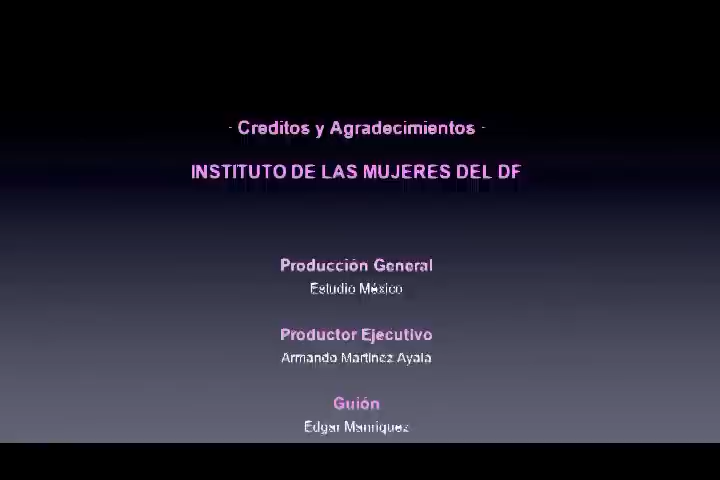 - Creditos y Agradecimientos -
INSTITUTO DE LAS MUJERES DEL DF
Producción General
Estudio México
Productor Ejecutivo
Armando Martinez Ayala
Guión
Edgar Manriquez